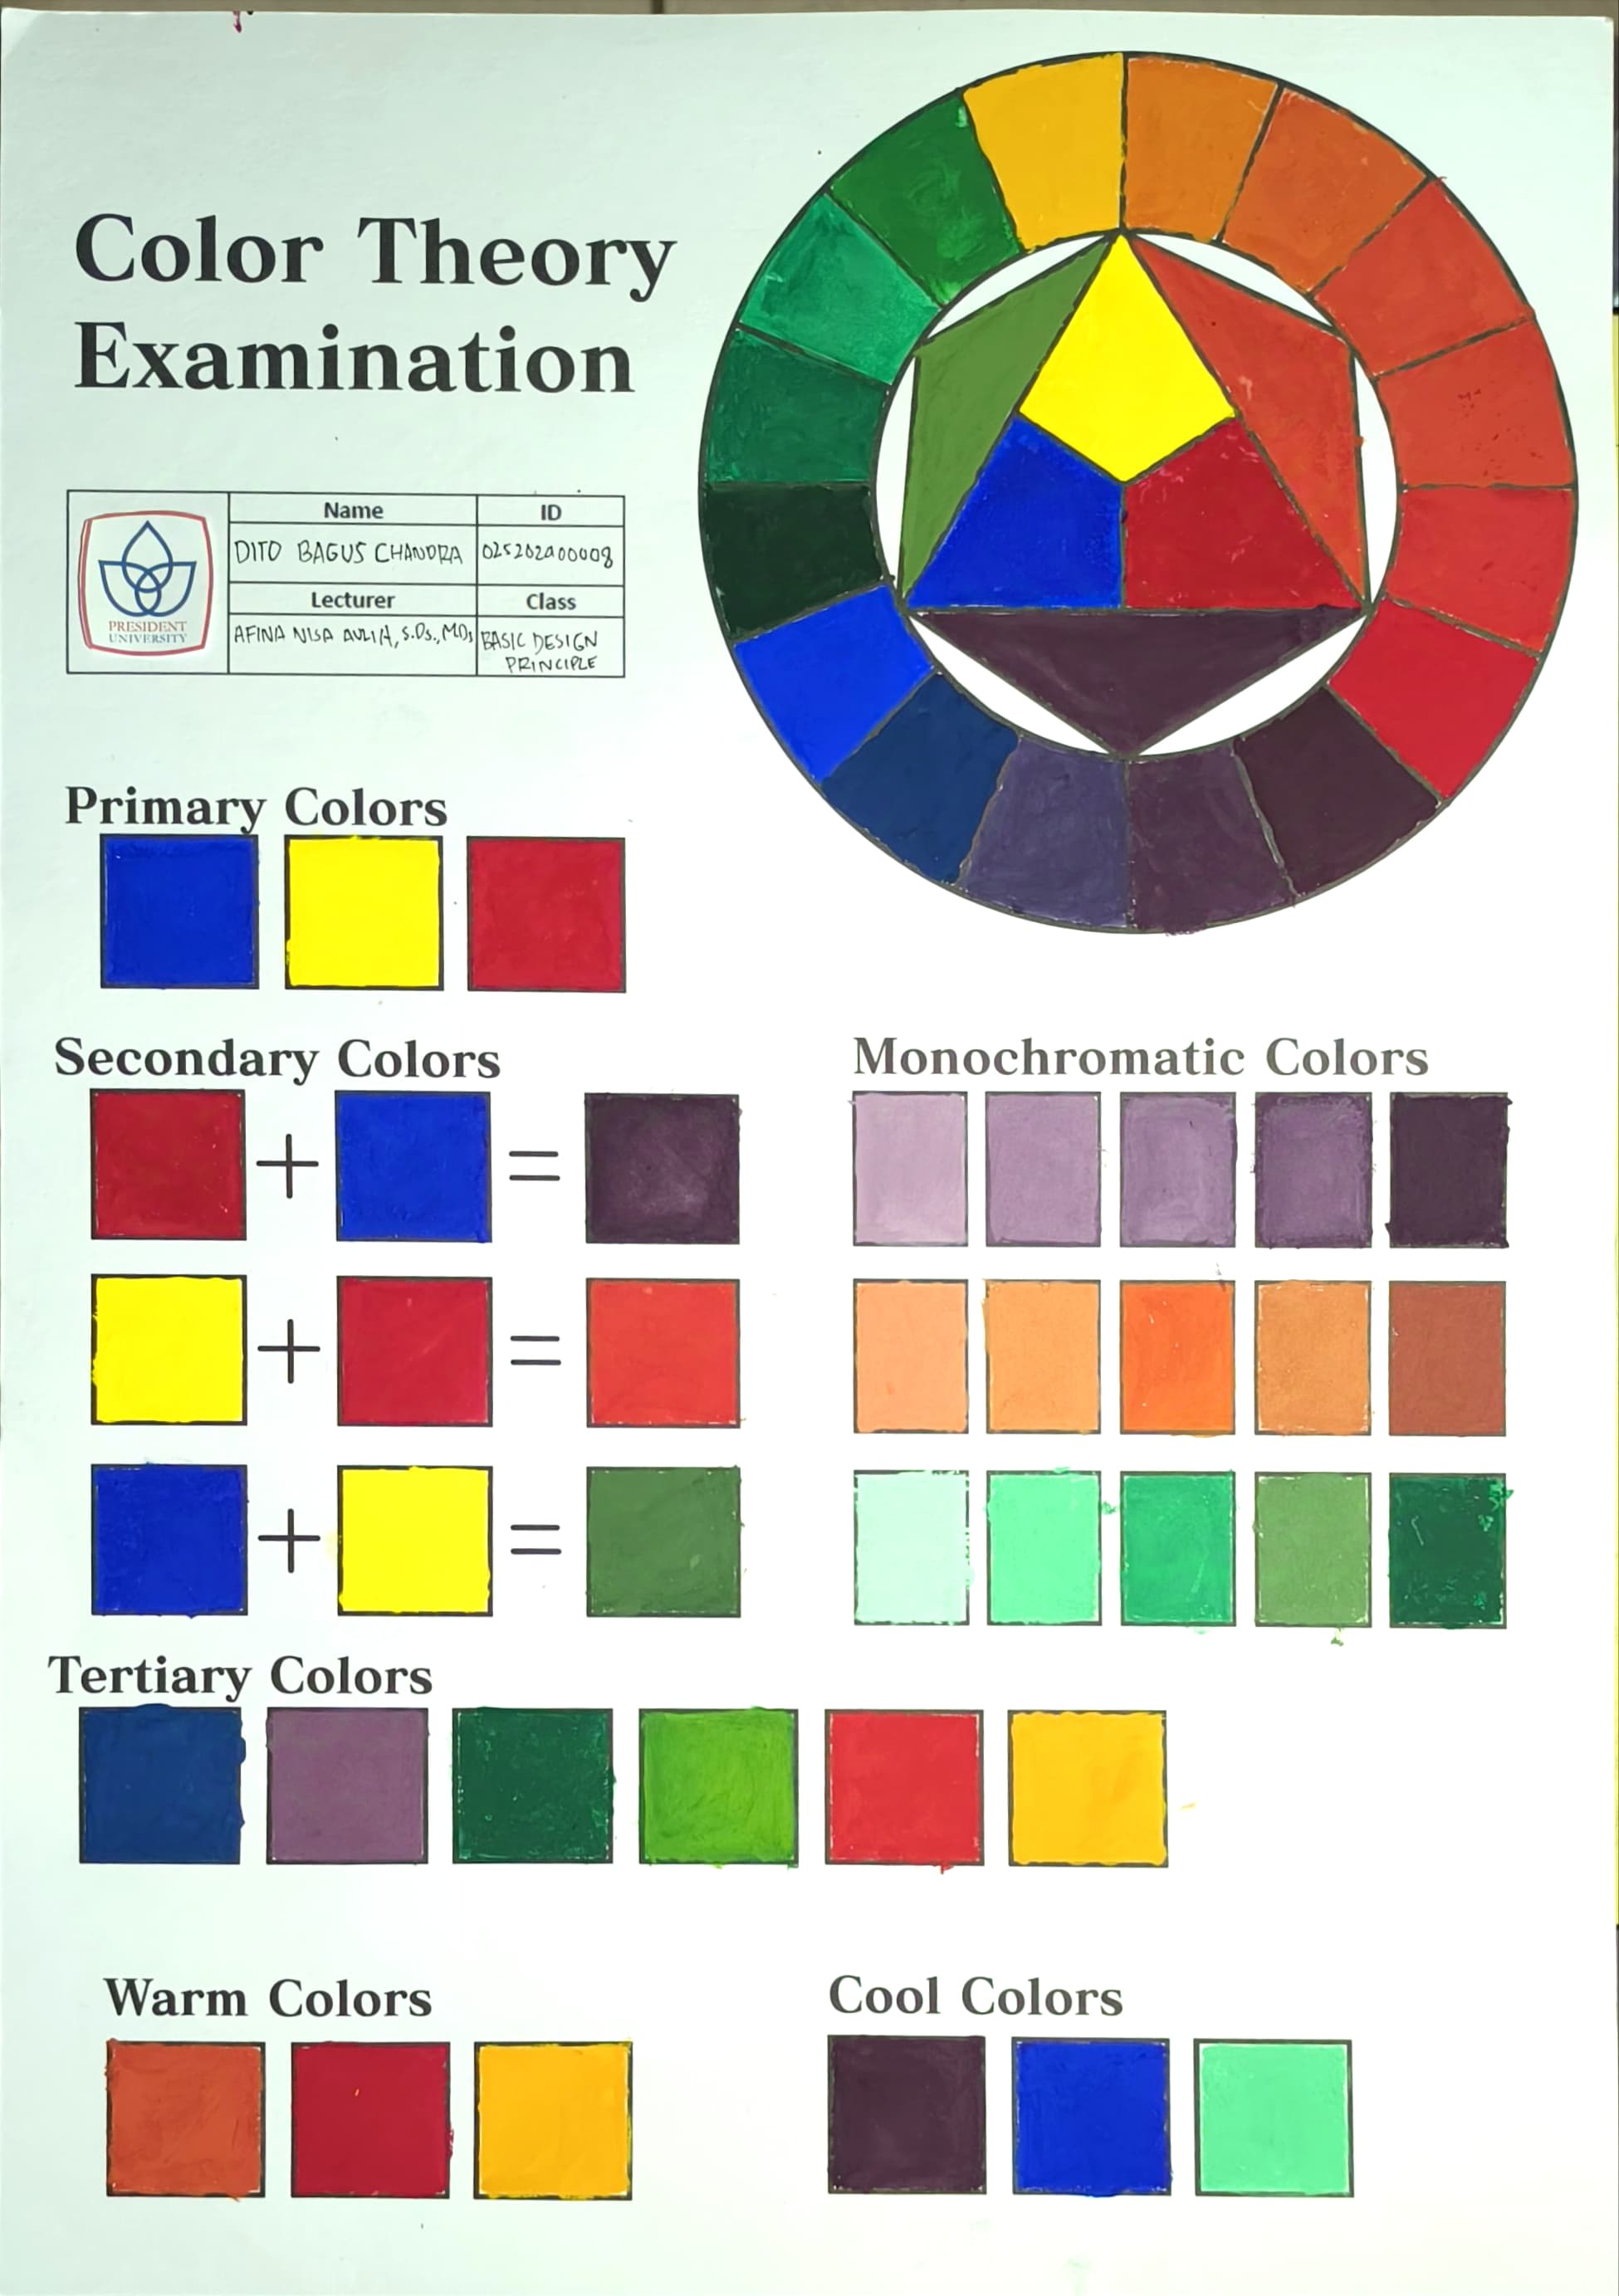 Color Theory
Examination
Name
ID
DITO BAGUS CHANDRA
025202400008
Lecturer
Class
AFINA NISA AULIA, S.Ds., M.Ds
BASIC DESIGN
PRINCIPLE
PRESIDENT
UNIVERSITY
Primary Colors
Secondary Colors
+ =
+ =
+ =
Monochromatic Colors
Tertiary Colors
Warm Colors
Cool Colors